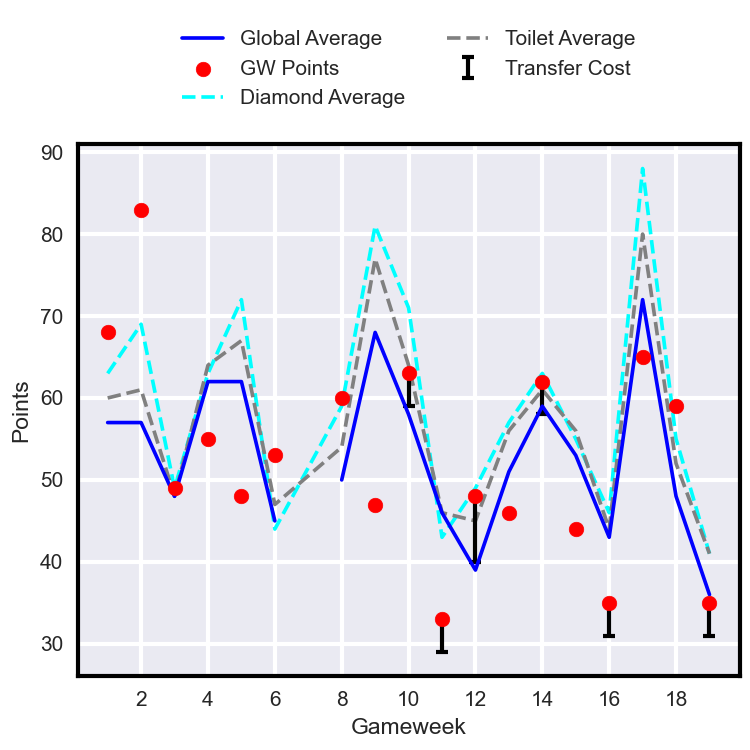 Global Average
GW Points
Diamond Average
Toilet Average
Transfer Cost
90
80
70
60
50
40
30
Points
2 4 6 8 10 12 14 16 18
Gameweek